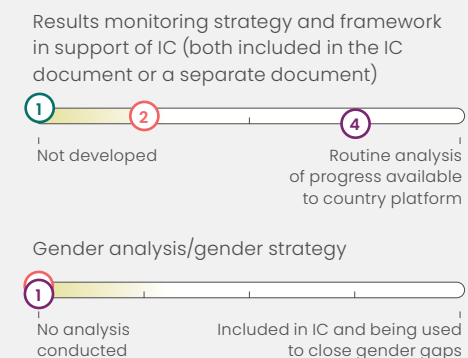 Results monitoring strategy and framework
in support of IC (both included in the IC
document or a separate document)
1
2
4
Not developed
Routine analysis
of progress available
to country platform
Gender analysis/gender strategy
1
No analysis
conducted
Included in IC and being used
to close gender gaps